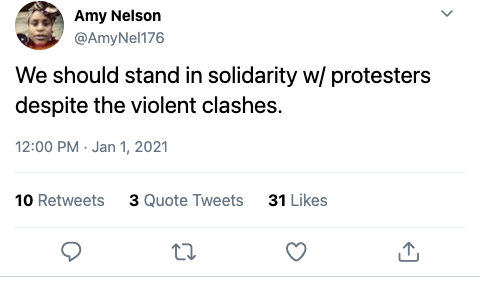 Amy Nelson
@AmyNel176
We should stand in solidarity w/ protesters
despite the violent clashes.
12:00 PM · Jan 1, 2021
10 Retweets 3 Quote Tweets 31 Likes